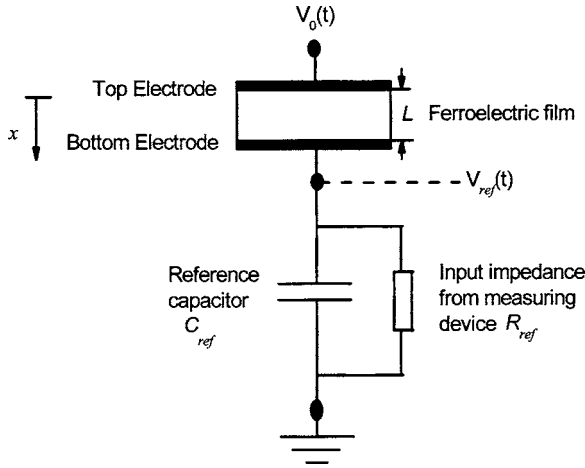 V0(t)
Top Electrode
L Ferroelectric film
x
Bottom Electrode
Vref(t)
Reference
capacitor
Cref
Input impedance
from measuring
device Rref